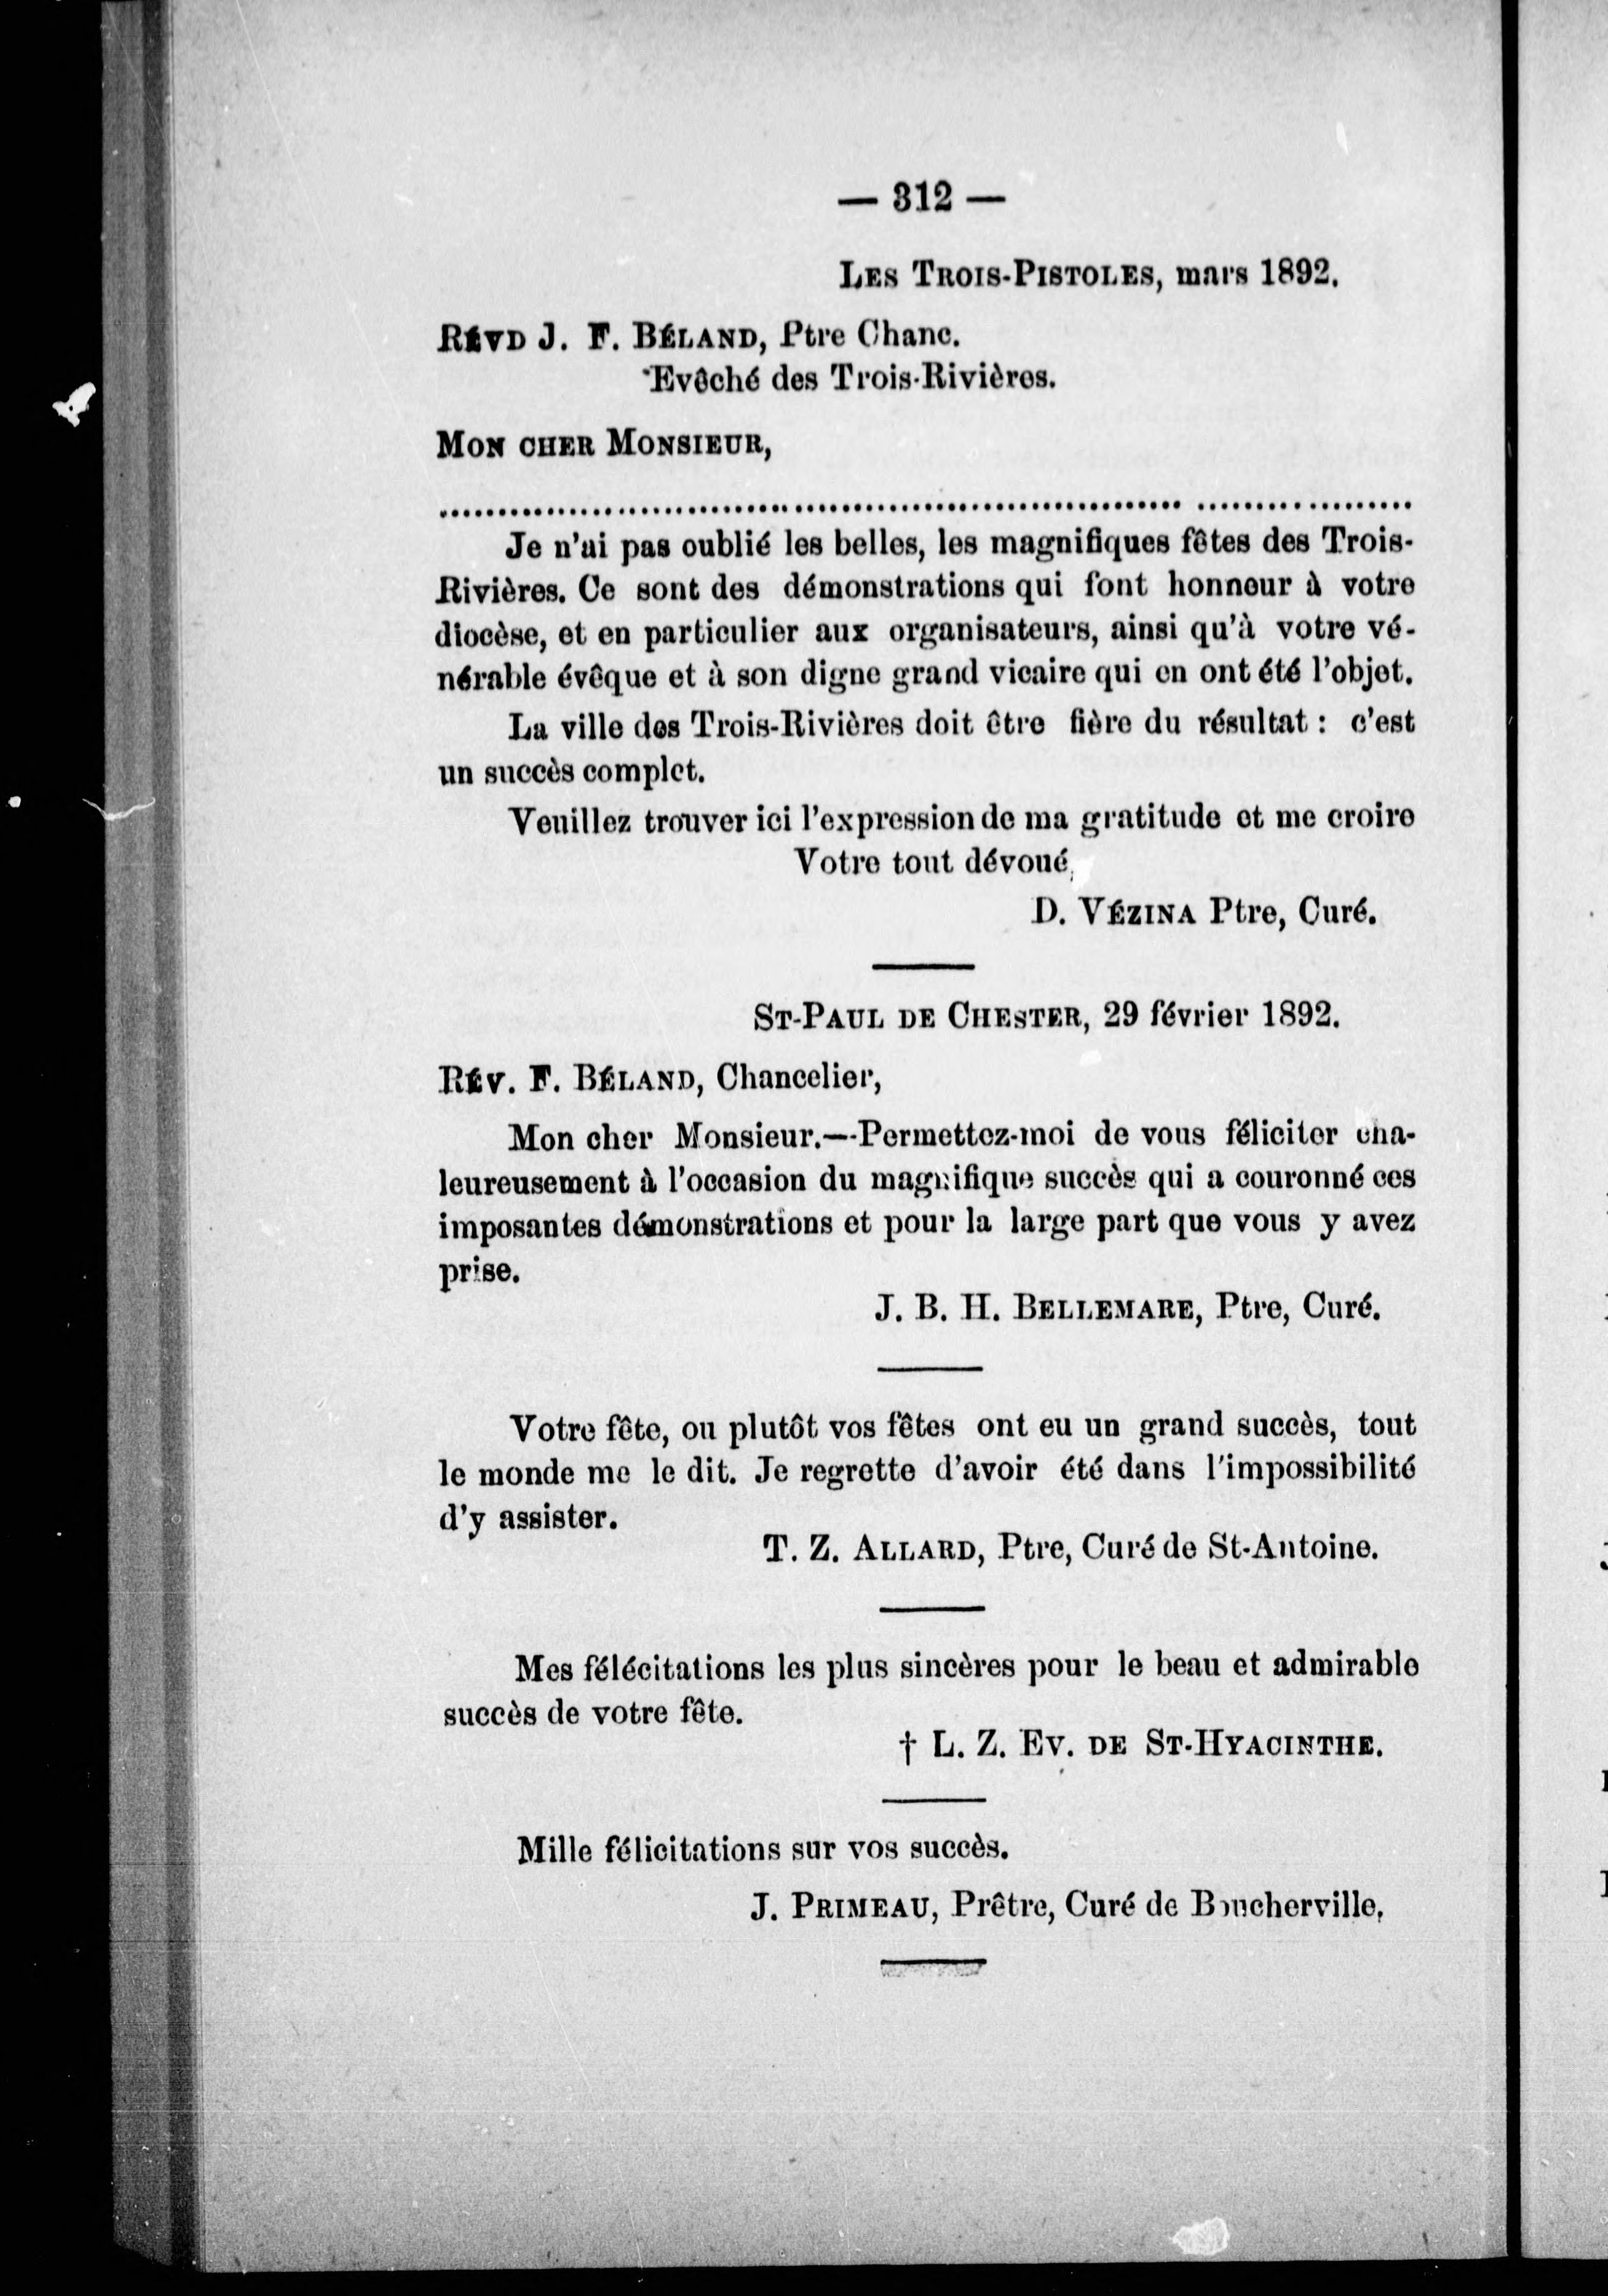 — 312 —
LES TROIS-PISTOLES, mars 1892.
RÉVD J. F. BÉLAND, Ptre Chanc.
Evêché des Trois-Rivières.
MON CHER MONSIEUR,
........................................................................................
Je n'ai pas oublié les belles, les magnifiques fêtes des Trois-
Rivières. Ce sont des démonstrations qui font honneur à votre
diocèse, et en particulier aux organisateurs, ainsi qu'à votre vé-
nérable évêque et à son digne grand vicaire qui en ont été l'objet.
La ville des Trois-Rivières doit être fière du résultat : c'est
un succès complet.
Veuillez trouver ici l'expression de ma gratitude et me croire
Votre tout dévoué,
D. VÉZINA Ptre, Curé.
ST-PAUL DE CHESTER, 29 février 1892.
RÉV. F. BÉLAND, Chancelier,
Mon cher Monsieur.—Permettez-moi de vous féliciter cha-
leureusement à l'occasion du magnifique succès qui a couronné ces
imposantes démonstrations et pour la large part que vous y avez
prise.
J. B. H. BELLEMARE, Ptre, Curé.
Votre fête, ou plutôt vos fêtes ont eu un grand succès, tout
le monde me le dit. Je regrette d'avoir été dans l'impossibilité
d'y assister.
T. Z. ALLARD, Ptre, Curé de St-Antoine.
Mes félécitations les plus sincères pour le beau et admirable
succès de votre fête.
† L. Z. EV. DE ST-HYACINTHE.
Mille félicitations sur vos succès.
J. PRIMEAU, Prêtre, Curé de Boucherville.